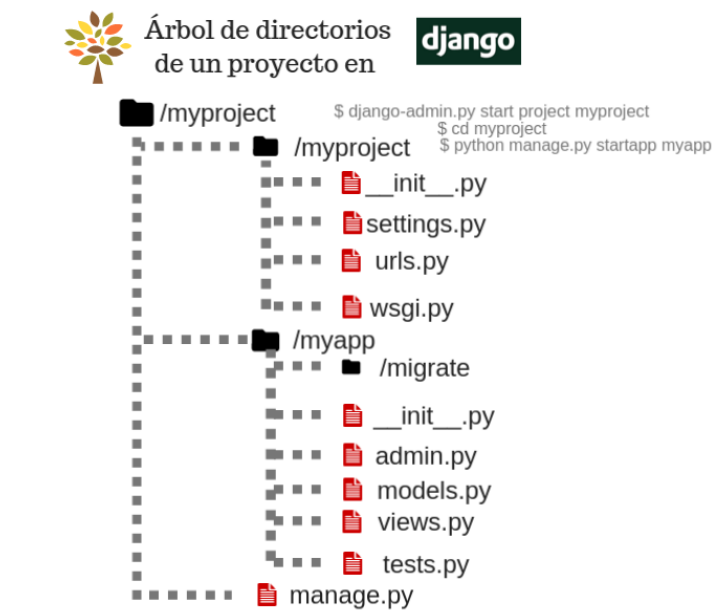 Árbol de directorios
de un proyecto en
django
/myproject
$ django-admin.py start project myproject
$ cd myproject
$ python manage.py startapp myapp
/myproject
__init__.py
settings.py
urls.py
wsgi.py
/myapp
/migrate
__init__.py
admin.py
models.py
views.py
tests.py
manage.py